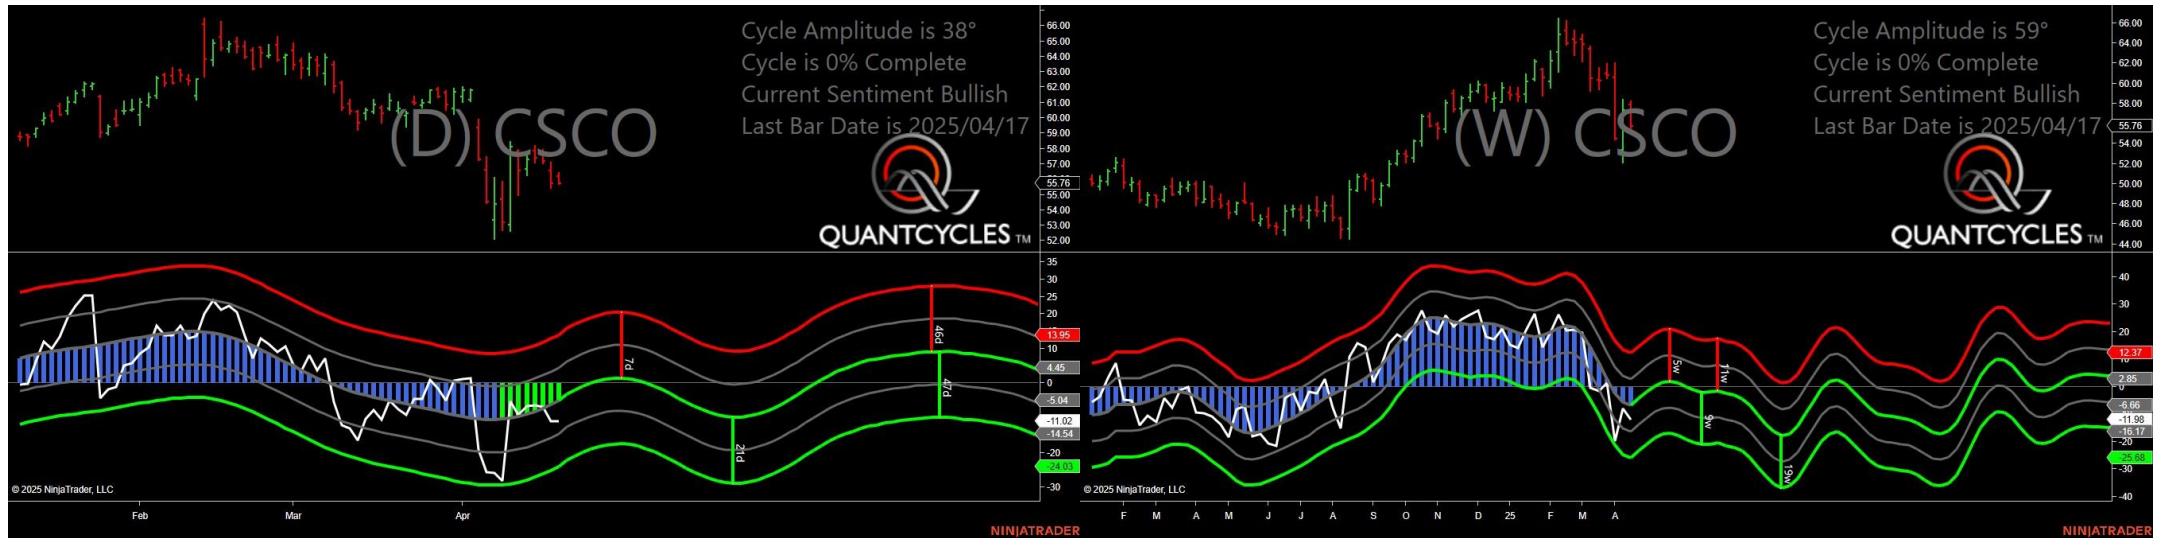 Cycle Amplitude is 38°
Cycle is 0% Complete
Current Sentiment Bullish
Last Bar Date is 2025/04/17
(D) CSCO
QUANTCYCLES TM
66.00
65.00
64.00
63.00
62.00
61.00
60.00
59.00
58.00
57.00
55.76
55.00
54.00
53.00
52.00
35
30
25
20
13.95
10
4.45
0
-5.04
-11.02
-14.54
-20
-24.03
-30
7d
21d
46d
47d
© 2025 NinjaTrader, LLC
Feb Mar Apr
NINJATRADER
Cycle Amplitude is 59°
Cycle is 0% Complete
Current Sentiment Bullish
Last Bar Date is 2025/04/17
(W) CSCO
QUANTCYCLES TM
66.00
64.00
62.00
60.00
58.00
55.76
54.00
52.00
50.00
48.00
46.00
44.00
40
30
20
12.37
2.85
0
-6.66
-11.98
-16.17
-20
-25.68
-30
-40
5w
11w
9w
19w
© 2025 NinjaTrader, LLC
F M A M J J A S O N D 25 F M A
NINJATRADER